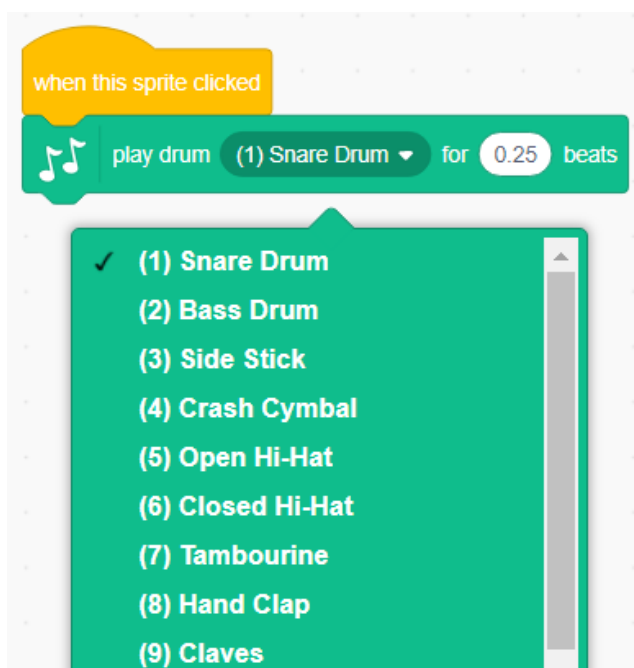 when this sprite clicked
play drum (1) Snare Drum for 0.25 beats
(1) Snare Drum
(2) Bass Drum
(3) Side Stick
(4) Crash Cymbal
(5) Open Hi-Hat
(6) Closed Hi-Hat
(7) Tambourine
(8) Hand Clap
(9) Claves